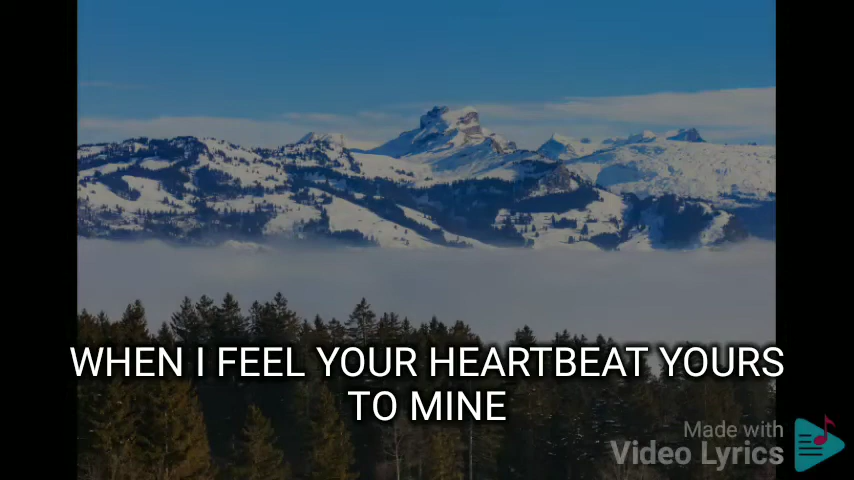 WHEN I FEEL YOUR HEARTBEAT YOURS
TO MINE
Made with
Video Lyrics